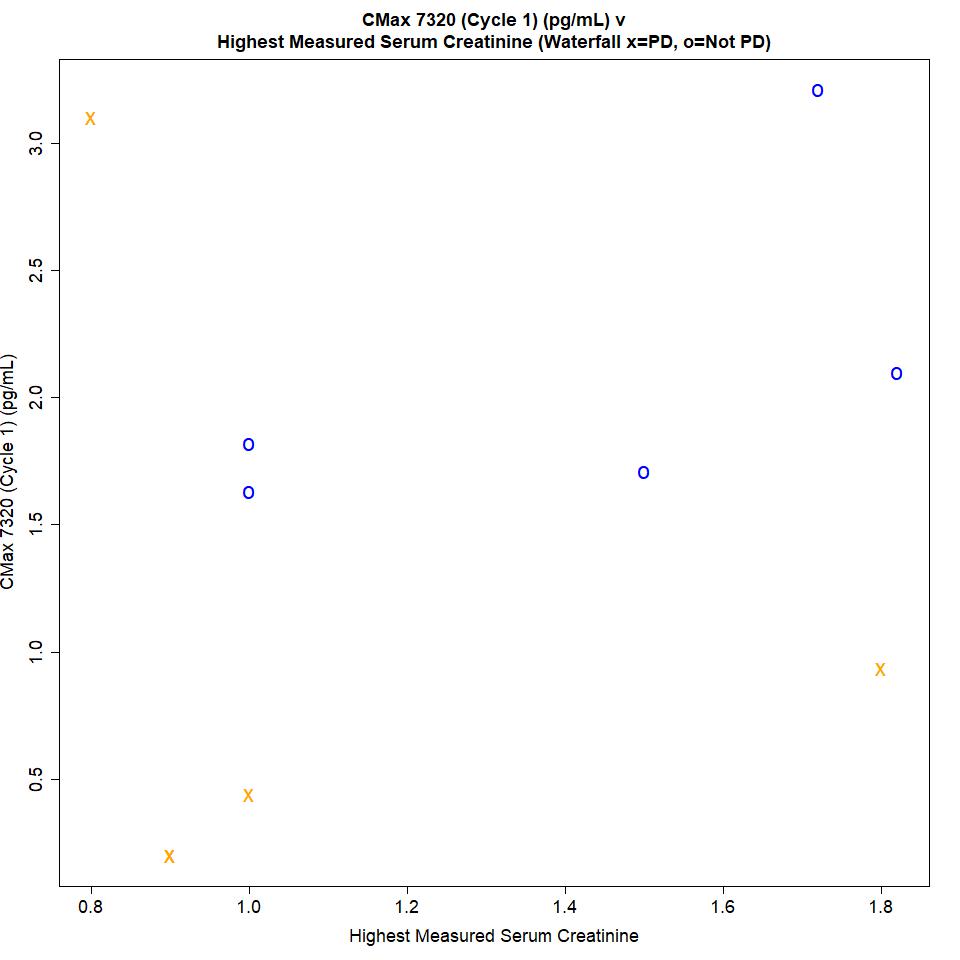 CMax 7320 (Cycle 1) (pg/mL) v
Highest Measured Serum Creatinine (Waterfall x=PD, o=Not PD)
CMax 7320 (Cycle 1) (pg/mL)
3.0
2.5
2.0
1.5
1.0
0.5
x
o
o
o
o
o
x
x
x
0.8
1.0
1.2
1.4
1.6
1.8
Highest Measured Serum Creatinine